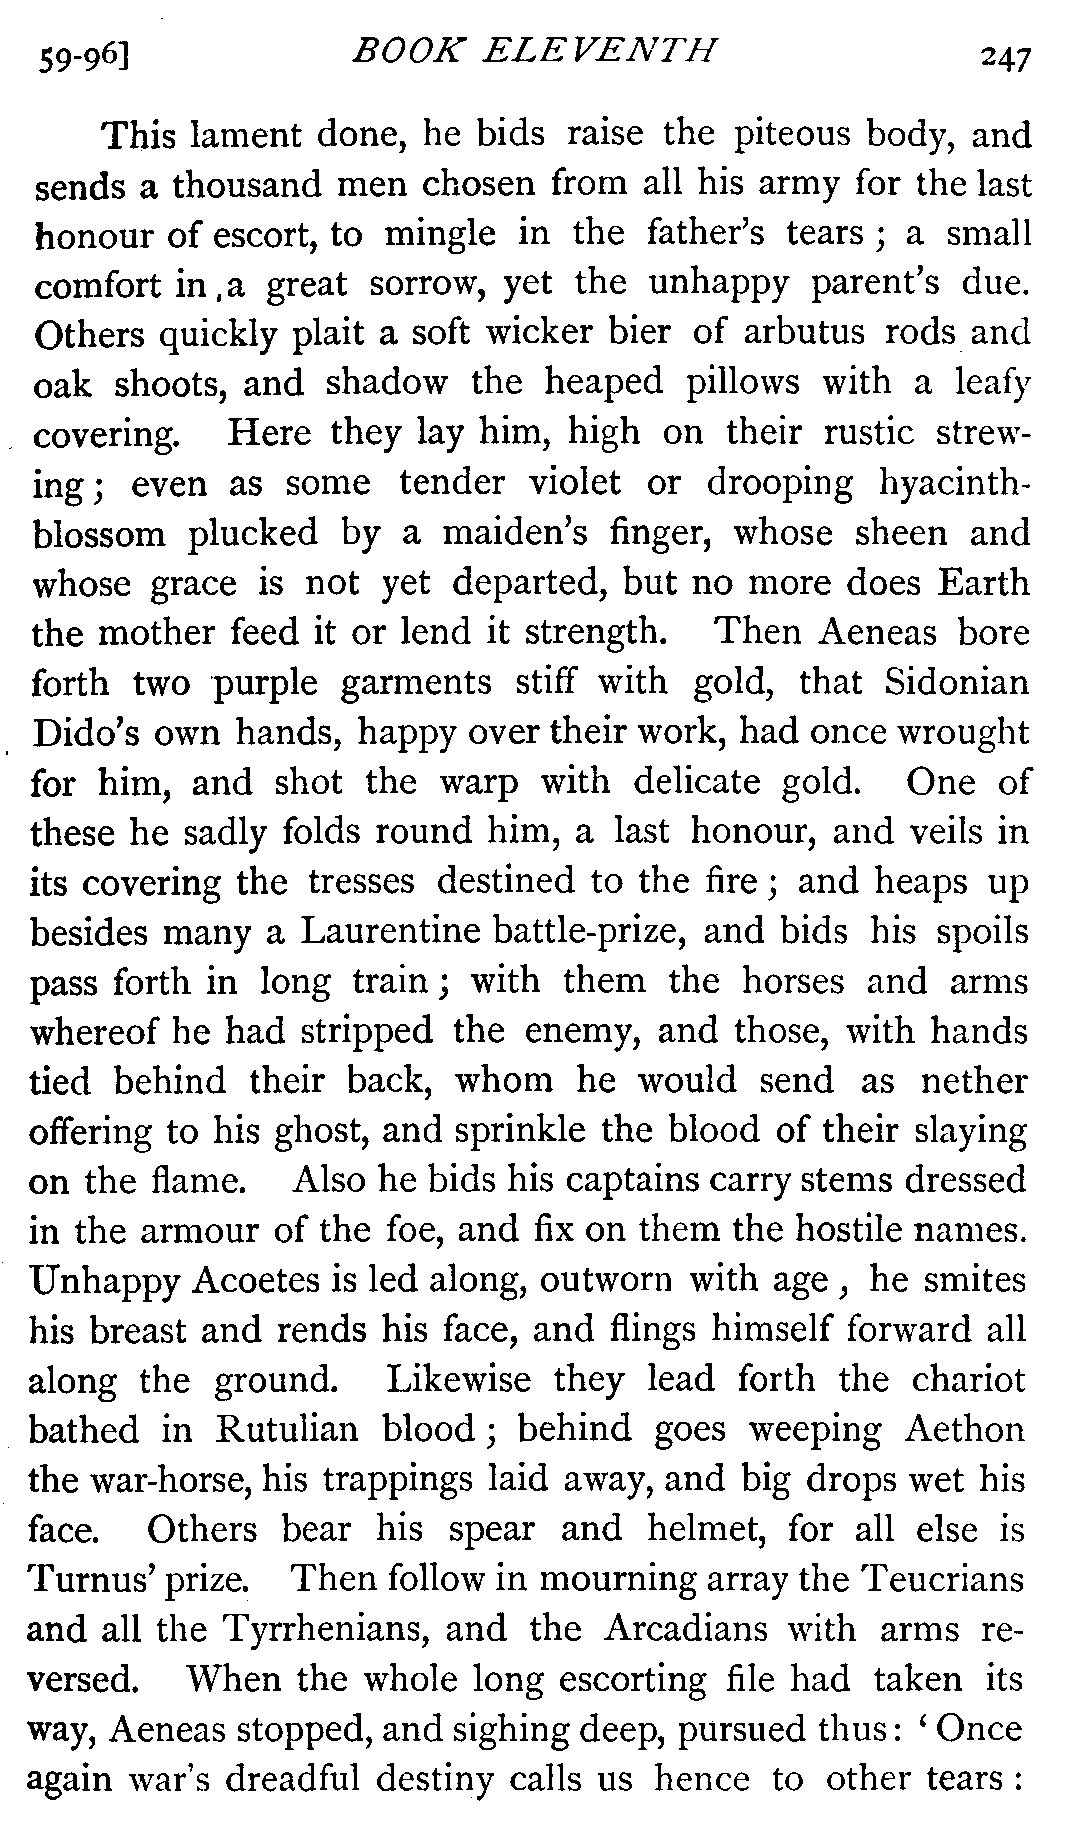 59-96] BOOK ELEVENTH 247
This lament done, he bids raise the piteous body, and
sends a thousand men chosen from all his army for the last
honour of escort, to mingle in the father's tears ; a small
comfort in a great sorrow, yet the unhappy parent's due.
Others quickly plait a soft wicker bier of arbutus rods and
oak shoots, and shadow the heaped pillows with a leafy
covering. Here they lay him, high on their rustic strew-
ing ; even as some tender violet or drooping hyacinth-
blossom plucked by a maiden's finger, whose sheen and
whose grace is not yet departed, but no more does Earth
the mother feed it or lend it strength. Then Aeneas bore
forth two purple garments stiff with gold, that Sidonian
Dido's own hands, happy over their work, had once wrought
for him, and shot the warp with delicate gold. One of
these he sadly folds round him, a last honour, and veils in
its covering the tresses destined to the fire ; and heaps up
besides many a Laurentine battle-prize, and bids his spoils
pass forth in long train ; with them the horses and arms
whereof he had stripped the enemy, and those, with hands
tied behind their back, whom he would send as nether
offering to his ghost, and sprinkle the blood of their slaying
on the flame. Also he bids his captains carry stems dressed
in the armour of the foe, and fix on them the hostile names.
Unhappy Acoetes is led along, outworn with age , he smites
his breast and rends his face, and flings himself forward all
along the ground. Likewise they lead forth the chariot
bathed in Rutulian blood ; behind goes weeping Aethon
the war-horse, his trappings laid away, and big drops wet his
face. Others bear his spear and helmet, for all else is
Turnus' prize. Then follow in mourning array the Teucrians
and all the Tyrrhenians, and the Arcadians with arms re-
versed. When the whole long escorting file had taken its
way, Aeneas stopped, and sighing deep, pursued thus: ‘ Once
again war's dreadful destiny calls us hence to other tears :